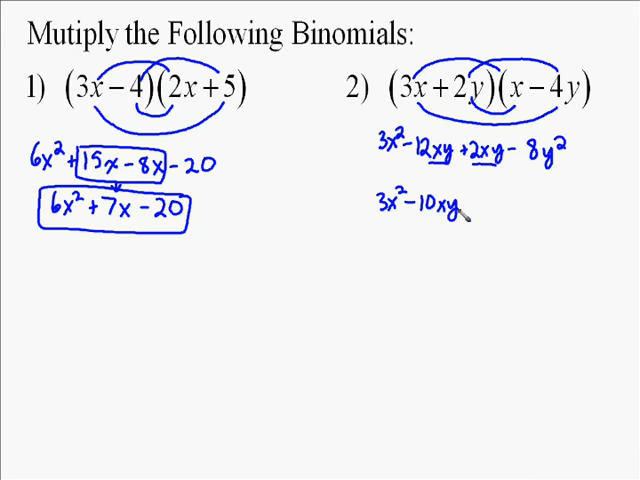 Mutiply the Following Binomials:
1) (3x − 4)(2x + 5)
6x² + 15x − 8x − 20
6x² + 7x − 20
2) (3x + 2y)(x − 4y)
3x² − 12xy + 2xy − 8y²
3x² − 10xy